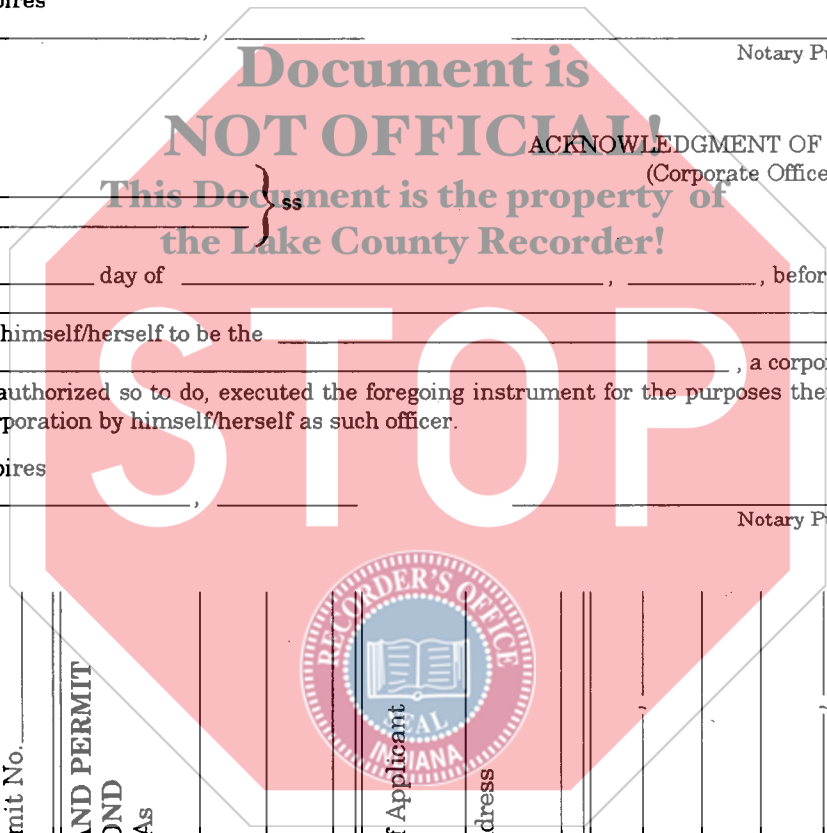 pires
Notary Pu
Document is
NOT OFFICIAL!
ACKNOWLEDGMENT OF
(Corporate Office
This Document is the property of
ss
the Lake County Recorder!
day of , , befor
himself/herself to be the
, a corpo
authorized so to do, executed the foregoing instrument for the purposes the
rporation by himself/herself as such officer.
pires
Notary Pu
STOP
RECORDER'S OFFICE
SEAL
INDIANA
mit No.
AND PERMIT
OND
As
f Applicant
dress